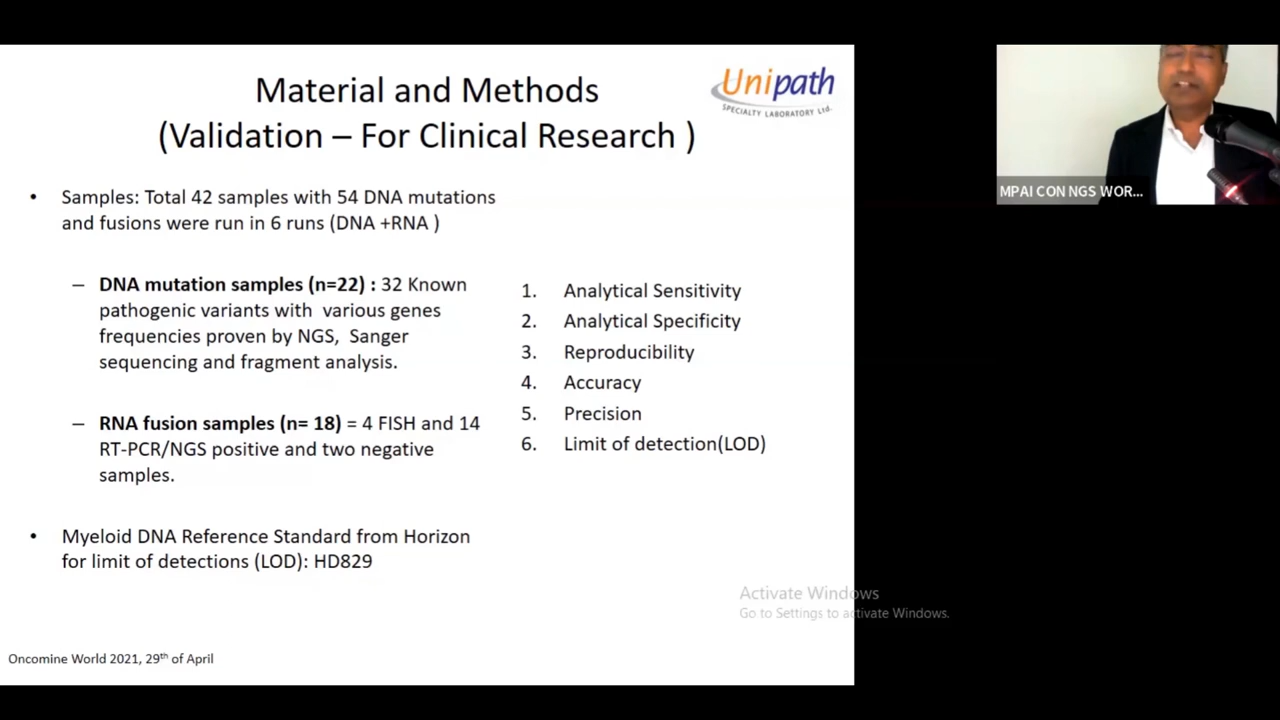 Material and Methods
(Validation – For Clinical Research )
Unipath
SPECIALTY LABORATORY Ltd.
• Samples: Total 42 samples with 54 DNA mutations
and fusions were run in 6 runs (DNA +RNA )
– DNA mutation samples (n=22) : 32 Known
pathogenic variants with various genes
frequencies proven by NGS, Sanger
sequencing and fragment analysis.
– RNA fusion samples (n= 18) = 4 FISH and 14
RT-PCR/NGS positive and two negative
samples.
• Myeloid DNA Reference Standard from Horizon
for limit of detections (LOD): HD829
1. Analytical Sensitivity
2. Analytical Specificity
3. Reproducibility
4. Accuracy
5. Precision
6. Limit of detection(LOD)
Oncomine World 2021, 29th of April
MPAI CON NGS WOR...
Activate Windows
Go to Settings to activate Windows.